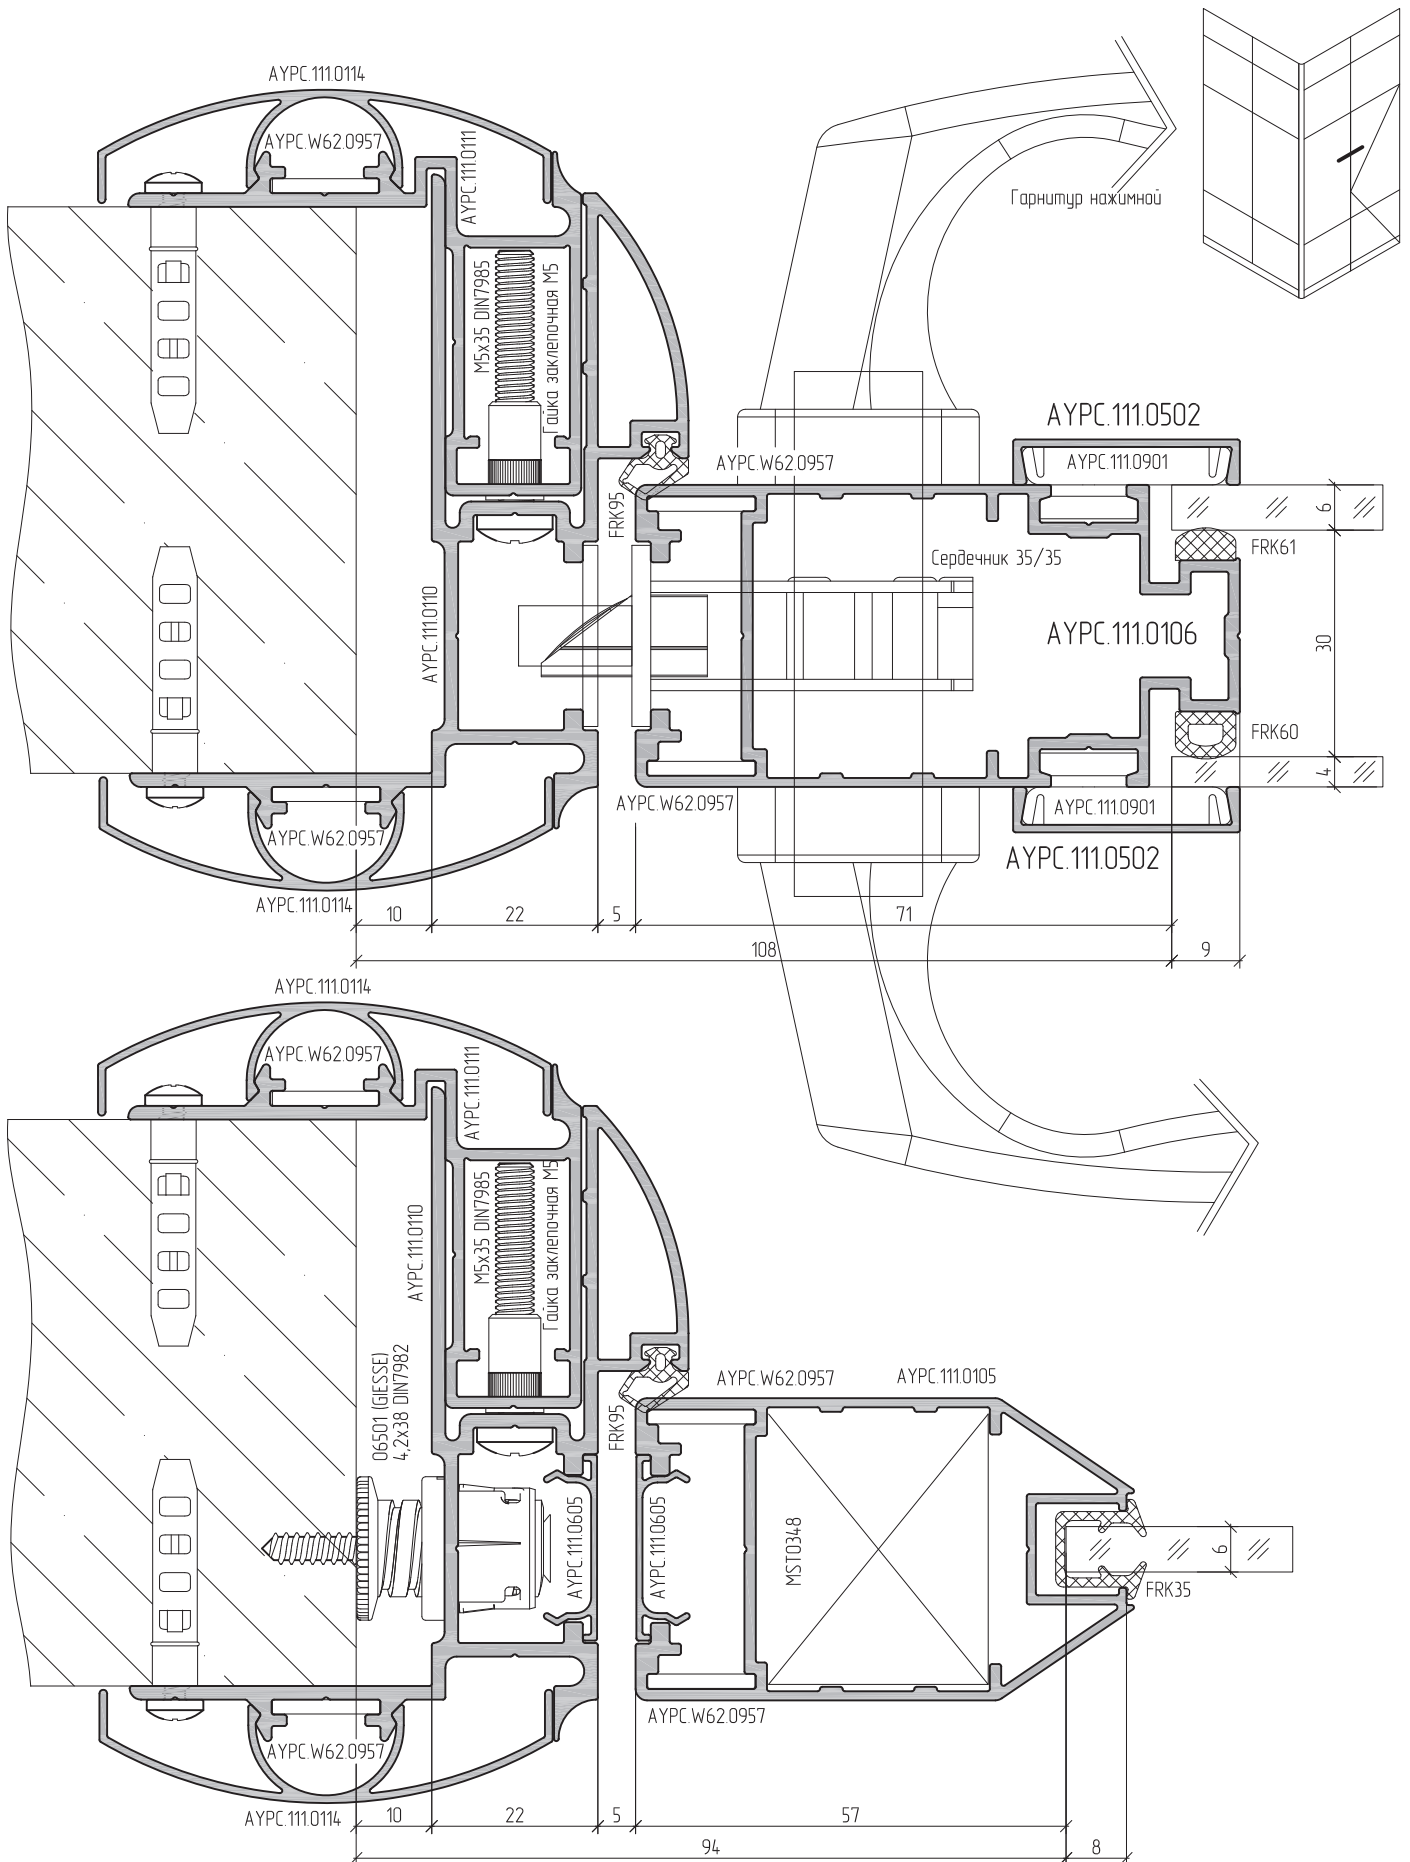 AYPC.111.0114
AYPC.W62.0957
AYPC.111.0111
Гарнитур нажимной
M5x35 DIN7985
Гайка заклепочная М5
AYPC.111.0502
AYPC.W62.0957
AYPC.111.0901
FRK95
6
FRK61
Сердечник 35/35
AYPC.111.0110
AYPC.111.0106
30
FRK60
4
AYPC.W62.0957
AYPC.111.0901
AYPC.W62.0957
AYPC.111.0502
AYPC.111.0114
10
22
5
71
108
9
AYPC.111.0114
AYPC.W62.0957
AYPC.111.0111
M5x35 DIN7985
Гайка заклепочная М5
AYPC.111.0110
06501 (GIESSE)
4,2x38 DIN7982
AYPC.W62.0957
AYPC.111.0105
FRK95
AYPC.111.0605
AYPC.111.0605
MST0348
6
FRK35
AYPC.W62.0957
AYPC.W62.0957
AYPC.111.0114
10
22
5
57
94
8